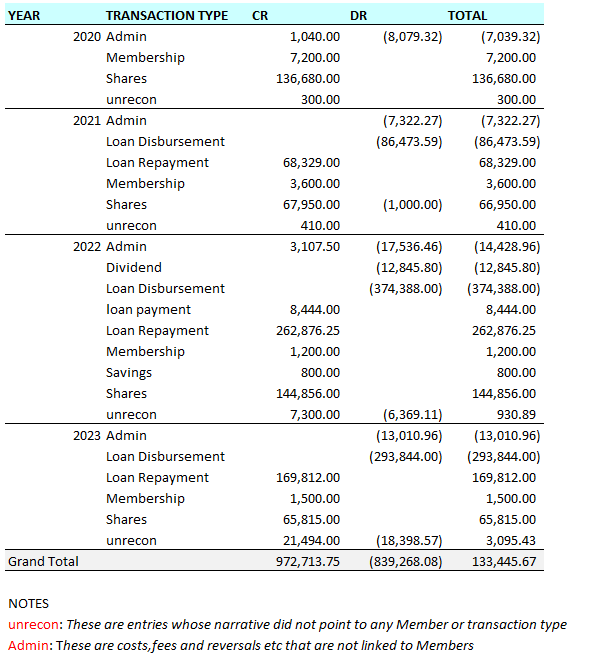 YEAR TRANSACTION TYPE CR DR TOTAL
2020 Admin 1,040.00 (8,079.32) (7,039.32)
Membership 7,200.00 7,200.00
Shares 136,680.00 136,680.00
unrecon 300.00 300.00
2021 Admin (7,322.27) (7,322.27)
Loan Disbursement (86,473.59) (86,473.59)
Loan Repayment 68,329.00 68,329.00
Membership 3,600.00 3,600.00
Shares 67,950.00 (1,000.00) 66,950.00
unrecon 410.00 410.00
2022 Admin 3,107.50 (17,536.46) (14,428.96)
Dividend (12,845.80) (12,845.80)
Loan Disbursement (374,388.00) (374,388.00)
loan payment 8,444.00 8,444.00
Loan Repayment 262,876.25 262,876.25
Membership 1,200.00 1,200.00
Savings 800.00 800.00
Shares 144,856.00 144,856.00
unrecon 7,300.00 (6,369.11) 930.89
2023 Admin (13,010.96) (13,010.96)
Loan Disbursement (293,844.00) (293,844.00)
Loan Repayment 169,812.00 169,812.00
Membership 1,500.00 1,500.00
Shares 65,815.00 65,815.00
unrecon 21,494.00 (18,398.57) 3,095.43
Grand Total 972,713.75 (839,268.08) 133,445.67
NOTES
unrecon: These are entries whose narrative did not point to any Member or transaction type
Admin: These are costs,fees and reversals etc that are not linked to Members